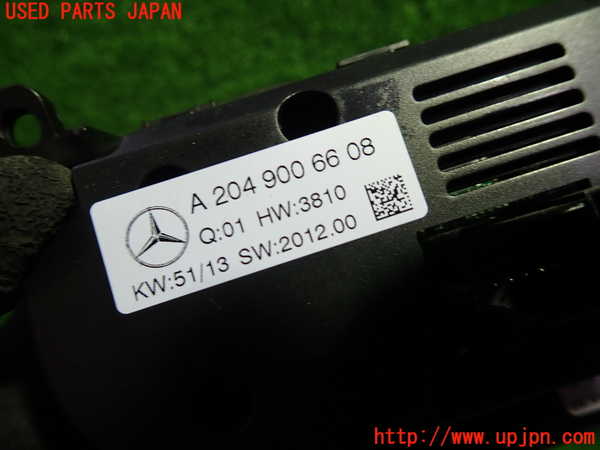 USED PARTS JAPAN
A 204 900 66 08
Q:01 HW:3810
KW:51/13 SW:2012.00
http://www.upjpn.com/